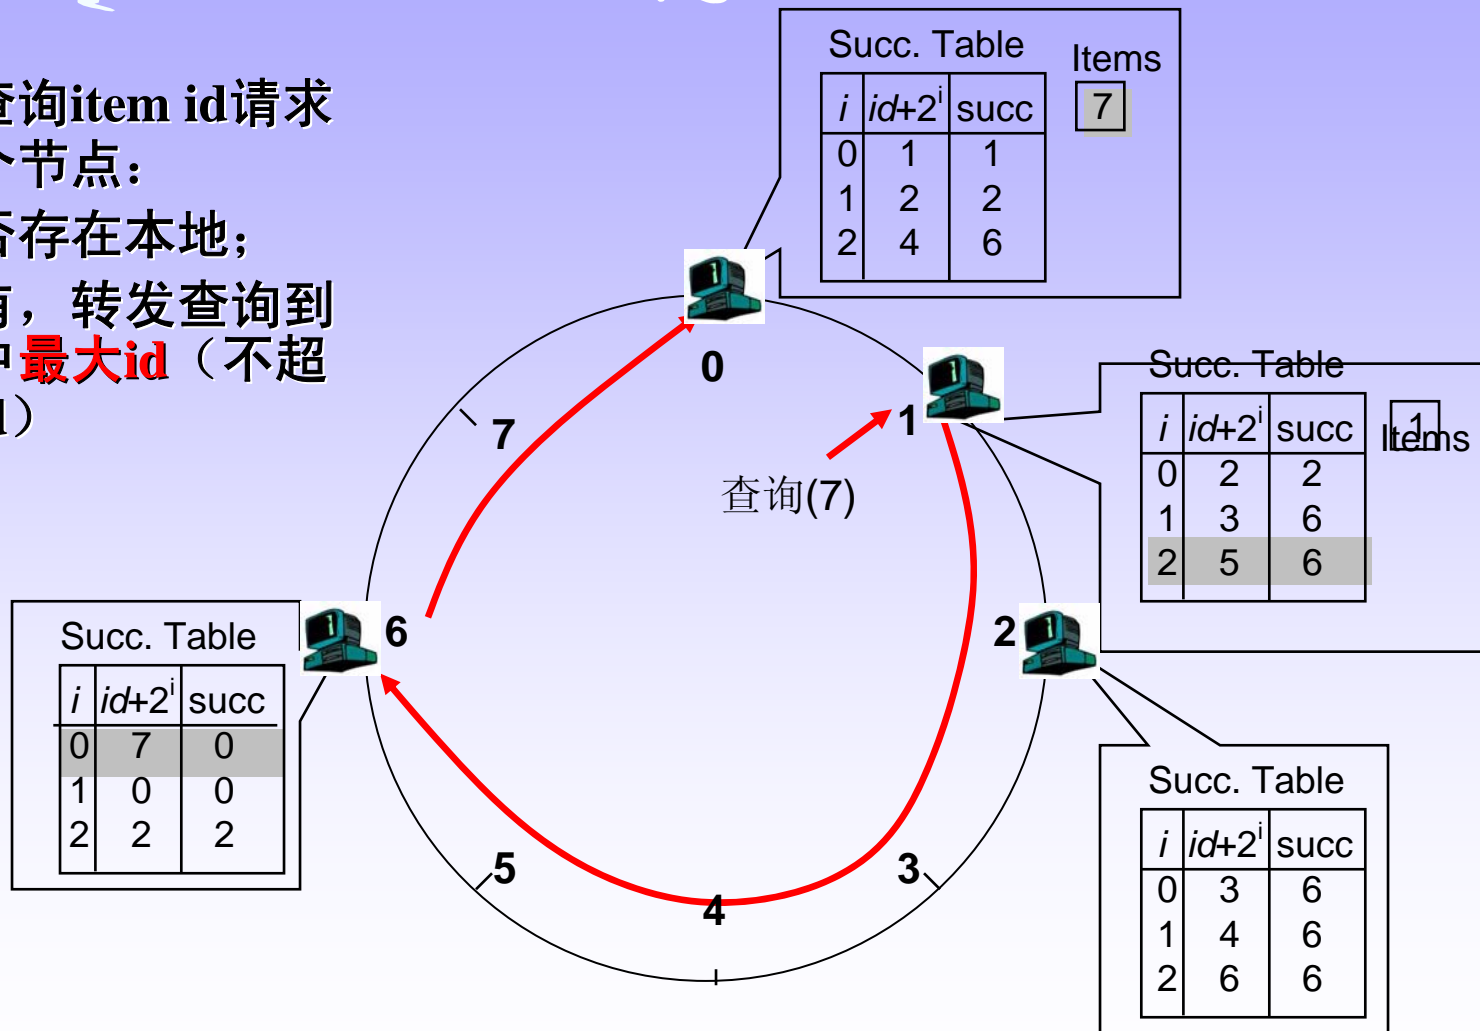 查询item id请求
个节点：
否存在本地；
有，转发查询到
中最大id（不超
Succ. Table
Items
i id+2^i succ
7
0 1 1
1 2 2
2 4 6
0
7
1
查询(7)
Succ. Table
i id+2^i succ
1
Items
0 2 2
1 3 6
2 5 6
6
2
Succ. Table
i id+2^i succ
0 7 0
1 0 0
2 2 2
5
3
4
Succ. Table
i id+2^i succ
0 3 6
1 4 6
2 6 6